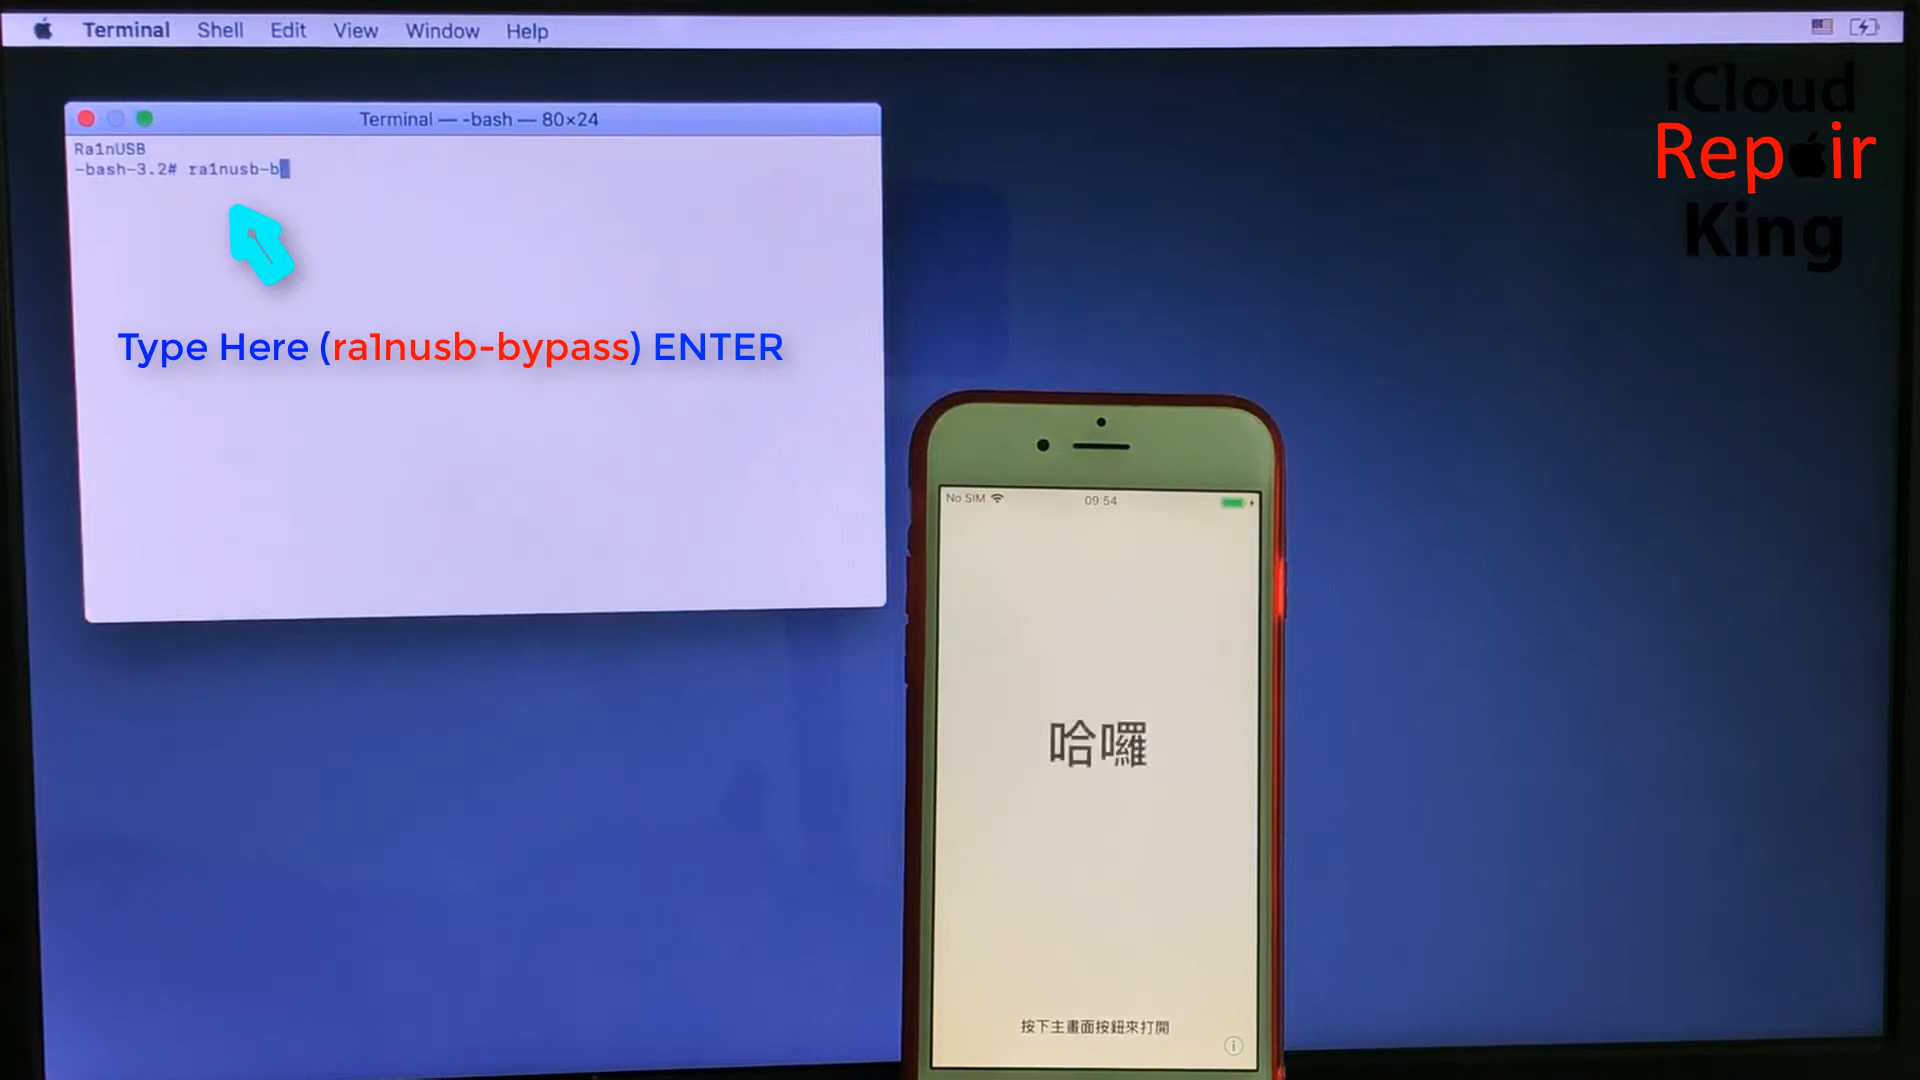 Terminal Shell Edit View Window Help
iCloud
Repair
King
Terminal — -bash — 80×24
Ra1nUSB
-bash-3.2# ra1nusb-b
Type Here (ra1nusb-bypass) ENTER
No SIM 09:54
哈囉
按下主畫面按鈕來打開